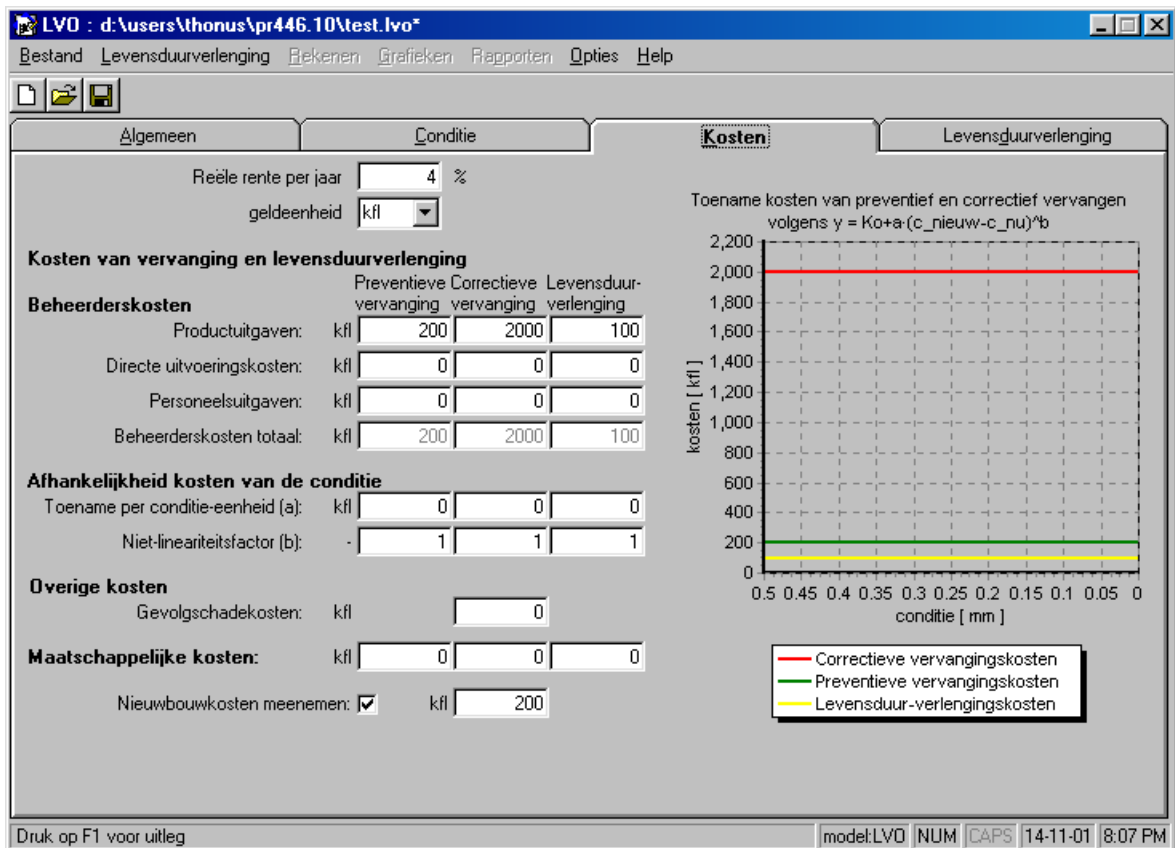 LVO : d:\users\thonus\pr446.10\test.lvo*
Bestand Levensduurverlenging Rekenen Grafieken Rapporten Opties Help
Algemeen Conditie Kosten Levensduurverlenging
Reële rente per jaar 4 %
geldeenheid kfl
Kosten van vervanging en levensduurverlenging
Preventieve Correctieve Levensduur-
Beheerderskosten vervanging vervanging verlenging
Productuitgaven: kfl 200 2000 100
Directe uitvoeringskosten: kfl 0 0 0
Personeelsuitgaven: kfl 0 0 0
Beheerderskosten totaal: kfl 200 2000 100
Afhankelijkheid kosten van de conditie
Toename per conditie-eenheid (a): kfl 0 0 0
Niet-lineariteitsfactor (b): - 1 1 1
Overige kosten
Gevolgschadekosten: kfl 0
Maatschappelijke kosten: kfl 0 0 0
Nieuwbouwkosten meenemen: kfl 200
Toename kosten van preventief en correctief vervangen
volgens y = Ko+a·(c_nieuw-c_nu)^b
2,200
2,000
1,800
1,600
1,400
1,200
1,000
800
600
400
200
0
kosten [ kfl ]
0.5 0.45 0.4 0.35 0.3 0.25 0.2 0.15 0.1 0.05 0
conditie [ mm ]
Correctieve vervangingskosten
Preventieve vervangingskosten
Levensduur-verlengingskosten
Druk op F1 voor uitleg model:LVO NUM CAPS 14-11-01 8:07 PM